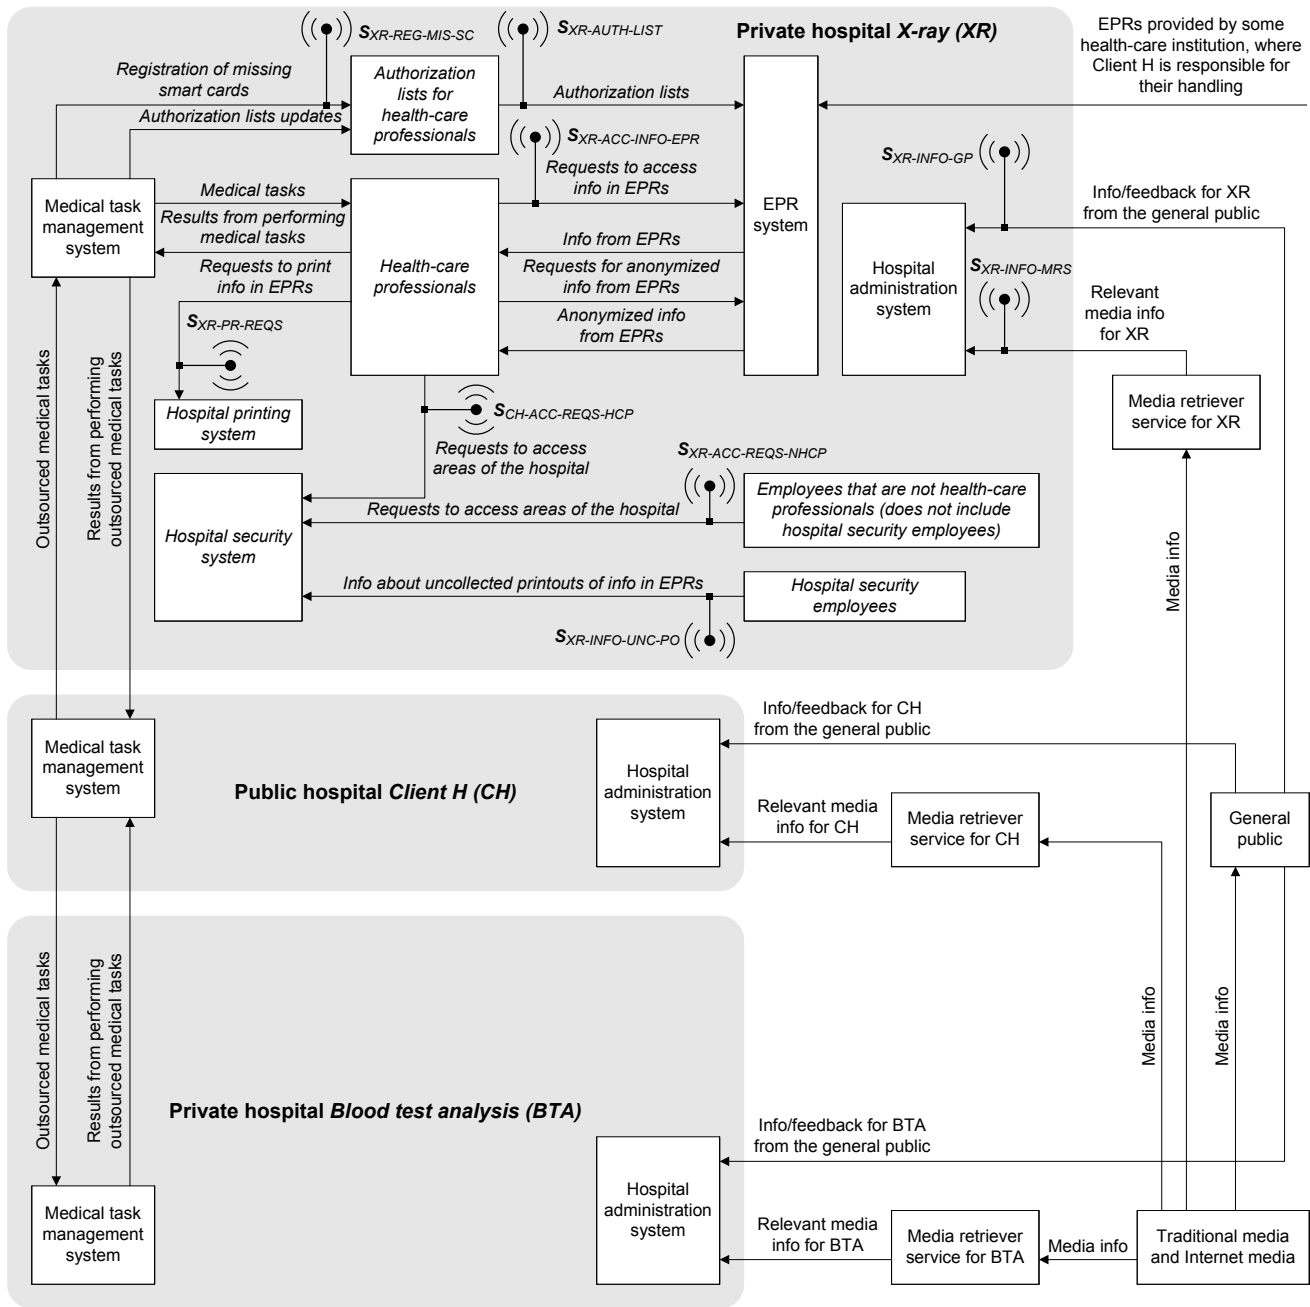 S XR-REG-MIS-SC
S XR-AUTH-LIST
Private hospital X-ray (XR)
EPRs provided by some
health-care institution, where
Client H is responsible for
their handling
Registration of missing
smart cards
Authorization lists updates
Authorization
lists for
health-care
professionals
Authorization lists
S XR-ACC-INFO-EPR
Requests to access
info in EPRs
S XR-INFO-GP
Medical task
management
system
Medical tasks
Results from performing
medical tasks
Requests to print
info in EPRs
Health-care
professionals
Info from EPRs
Requests for anonymized
info from EPRs
Anonymized info
from EPRs
EPR
system
Hospital
administration
system
Info/feedback for XR
from the general public
S XR-INFO-MRS
Relevant
media info
for XR
S XR-PR-REQS
Hospital printing
system
S CH-ACC-REQS-HCP
Requests to access
areas of the hospital
Media retriever
service for XR
S XR-ACC-REQS-NHCP
Hospital security
system
Requests to access areas of the hospital
Employees that are not health-care
professionals (does not include
hospital security employees)
Info about uncollected printouts of info in EPRs
Hospital security
employees
S XR-INFO-UNC-PO
Outsourced medical tasks
Results from performing
outsourced medical tasks
Media info
Medical task
management
system
Public hospital Client H (CH)
Hospital
administration
system
Info/feedback for CH
from the general public
Relevant media
info for CH
Media retriever
service for CH
General
public
Outsourced medical tasks
Results from performing
outsourced medical tasks
Private hospital Blood test analysis (BTA)
Media info
Media info
Info/feedback for BTA
from the general public
Medical task
management
system
Hospital
administration
system
Relevant media
info for BTA
Media retriever
service for BTA
Media info
Traditional media
and Internet media